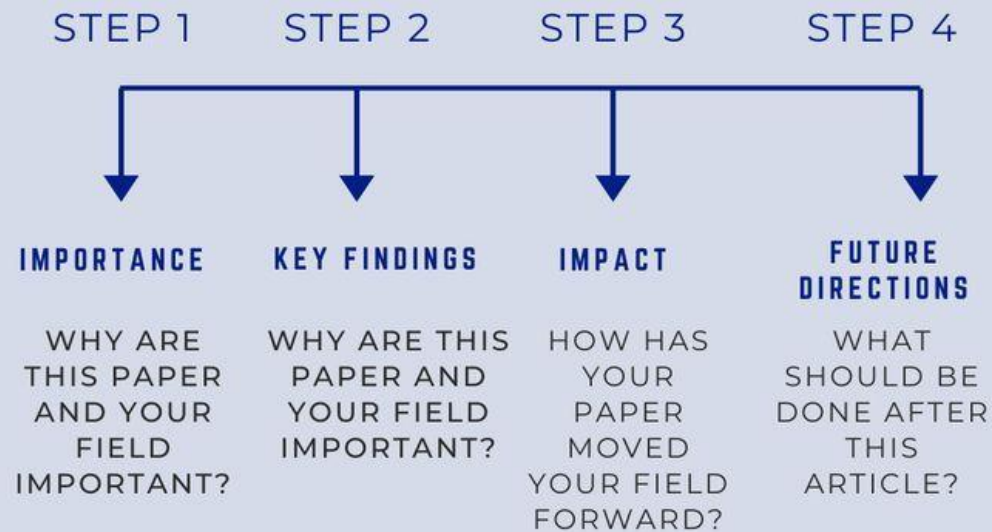 STEP 1
STEP 2
STEP 3
STEP 4
IMPORTANCE
WHY ARE
THIS PAPER
AND YOUR
FIELD
IMPORTANT?
KEY FINDINGS
WHY ARE THIS
PAPER AND
YOUR FIELD
IMPORTANT?
IMPACT
HOW HAS
YOUR
PAPER
MOVED
YOUR FIELD
FORWARD?
FUTURE
DIRECTIONS
WHAT
SHOULD BE
DONE AFTER
THIS
ARTICLE?